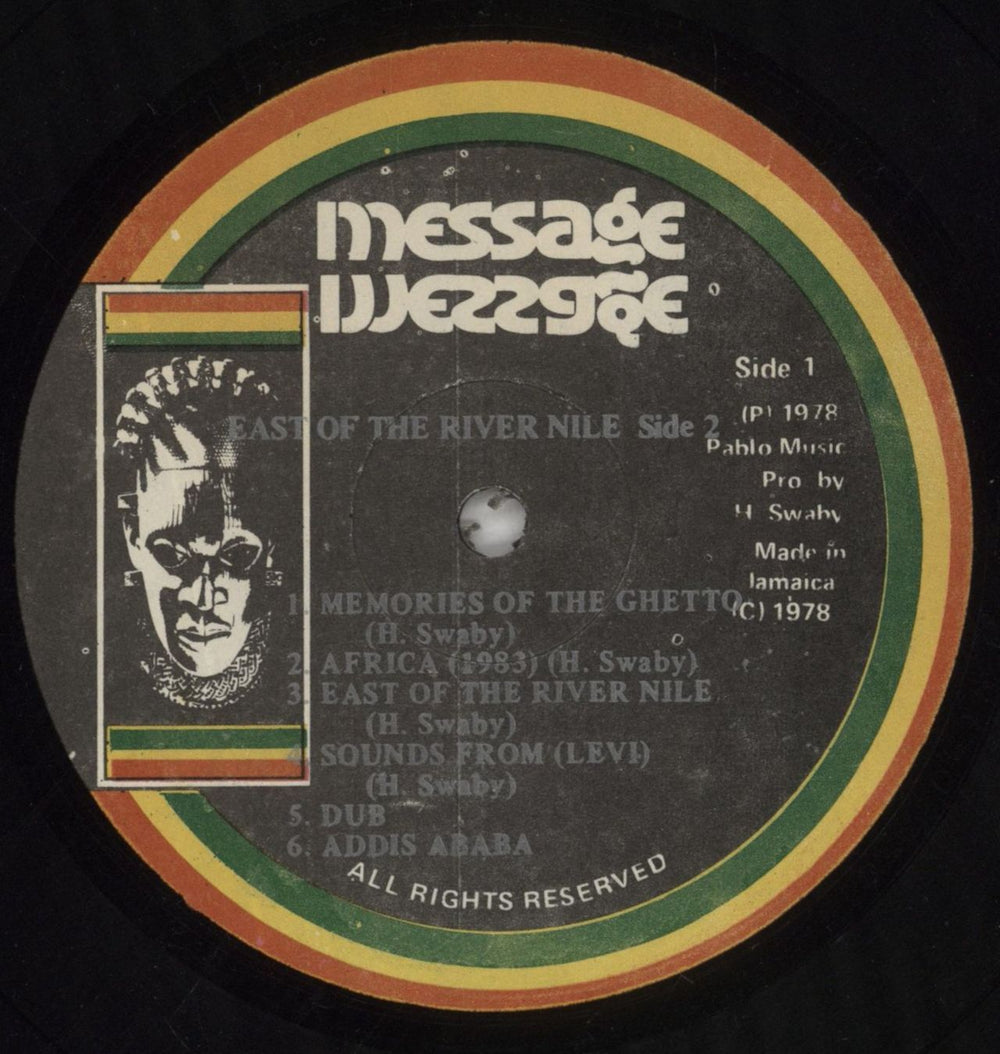 message
message
Side 1
(P) 1978
EAST OF THE RIVER NILE Side 2
Pablo Music
Pro by
H. Swaby
Made in
Jamaica
(C) 1978
1. MEMORIES OF THE GHETTO
(H. Swaby)
2. AFRICA (1983) (H. Swaby)
3. EAST OF THE RIVER NILE
(H. Swaby)
4. SOUNDS FROM (LEVI)
(H. Swaby)
5. DUB
6. ADDIS ABABA
ALL RIGHTS RESERVED